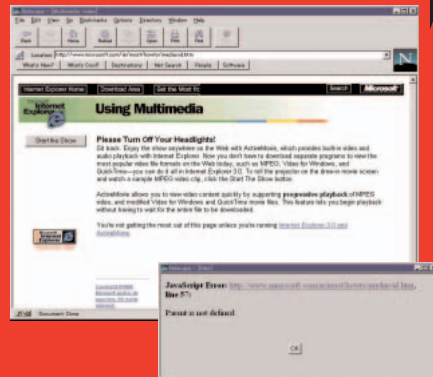 Netscape - [Multimedia Index]
File Edit View Go Bookmarks Options Directory Window Help
Back Home Reload Open Print Find
Location: http://www.microsoft.com/ie/most/howto/mediavid.htm
What's New? What's Cool? Destinations Net Search People Software
N
Internet Explorer Home Download Area Get the Most From Search Microsoft
Internet
Explorer
Using Multimedia
Start the Show
Please Turn Off Your Headlights!
Sit back. Enjoy the show anywhere on the Web with ActiveMovie, which provides built-in video and
audio playback with Internet Explorer. Now you don't have to download separate programs to view the
most popular video file formats on the Web today, such as MPEG, Video for Windows, and
QuickTime—you can do it all in Internet Explorer 3.0. To roll the projector on the drive-in movie screen
and watch a sample MPEG video clip, click the Start The Show button.
ActiveMovie allows you to view video content quickly by supporting progressive playback of MPEG
video, and modified Video for Windows and QuickTime movie files. This feature lets you begin playback
without having to wait for the entire file to be downloaded.
You're not getting the most out of this page unless you're running Internet Explorer 3.0 and
ActiveMovie.
Document: Done
JavaScript Error: http://www.microsoft.com/ie/most/howto/mediavid.htm,
line 57:
Parent is not defined.
OK